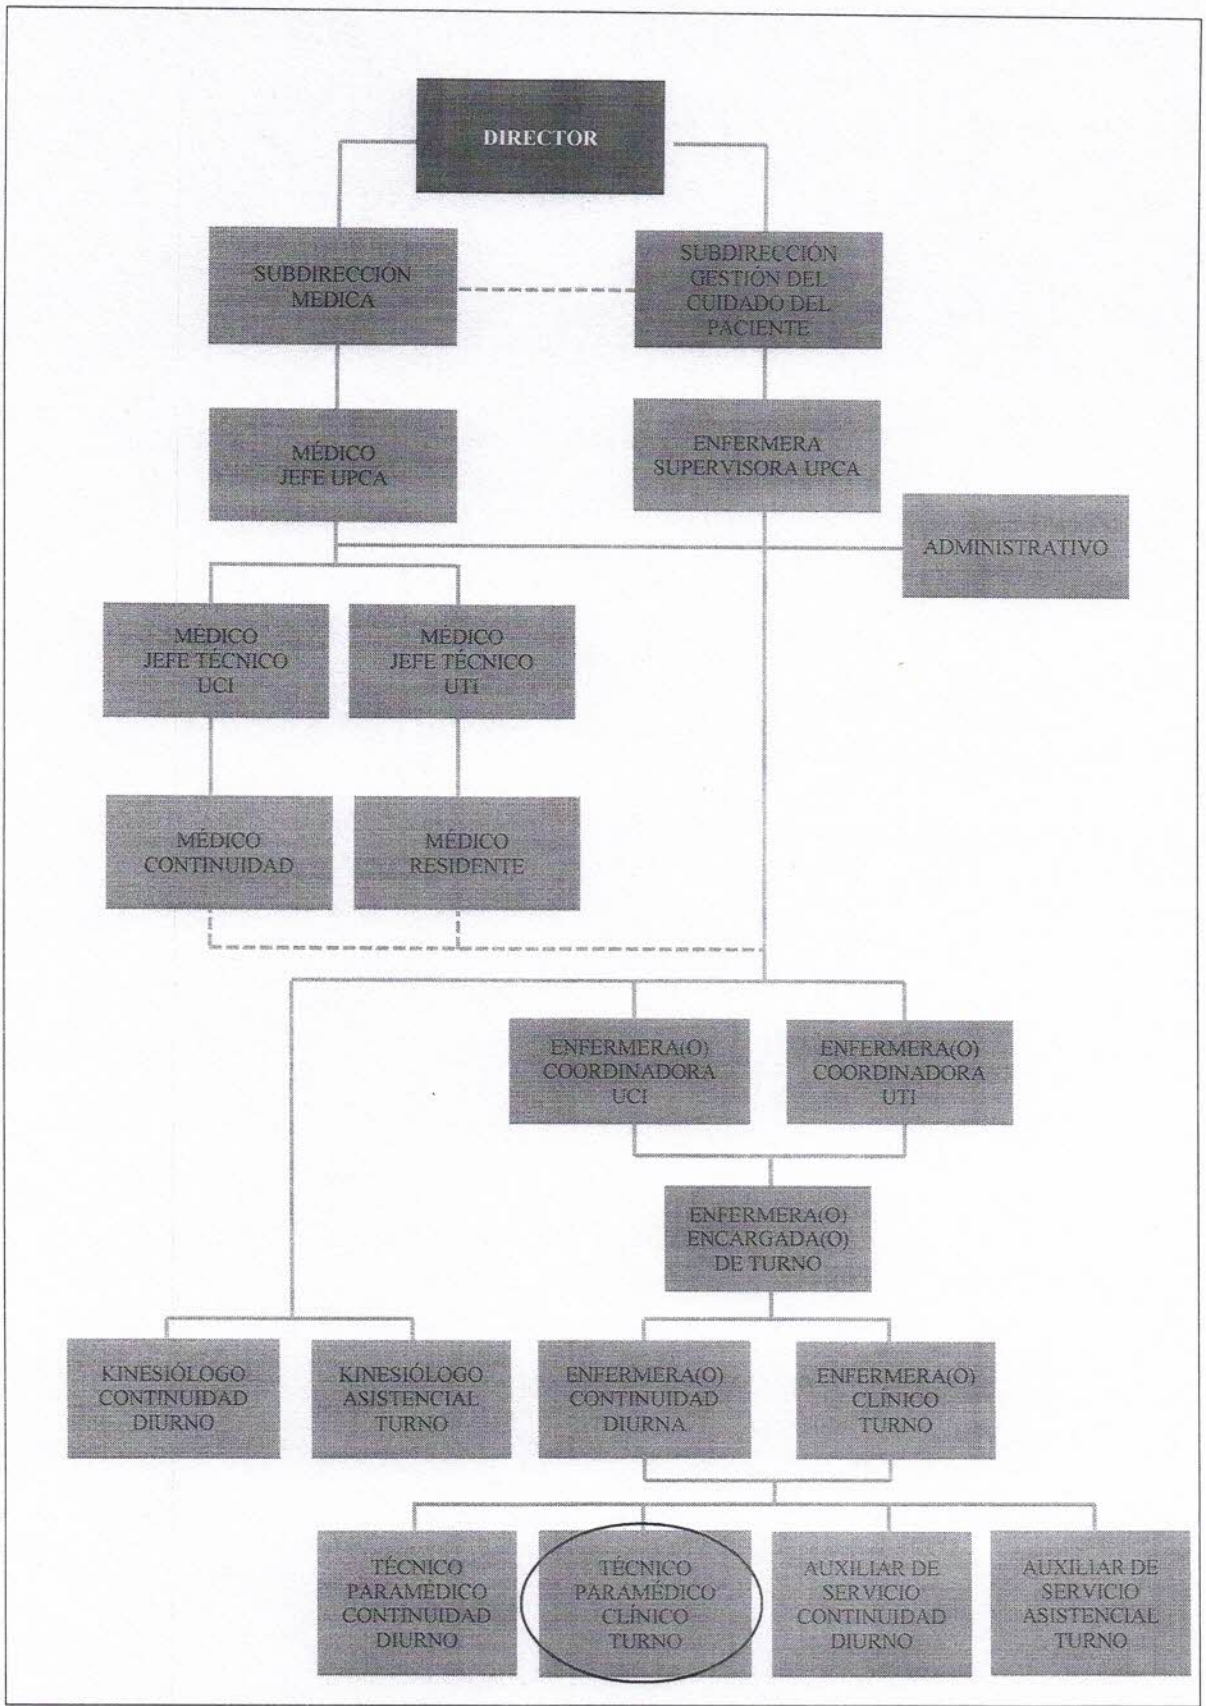 DIRECTOR
SUBDIRECCIÓN
MEDICA
SUBDIRECCIÓN
GESTIÓN DEL
CUIDADO DEL
PACIENTE
MÉDICO
JEFE UPCA
ENFERMERA
SUPERVISORA UPCA
ADMINISTRATIVO
MÉDICO
JEFE TÉCNICO
UCI
MÉDICO
JEFE TÉCNICO
UTI
MÉDICO
CONTINUIDAD
MÉDICO
RESIDENTE
ENFERMERA(O)
COORDINADORA
UCI
ENFERMERA(O)
COORDINADORA
UTI
ENFERMERA(O)
ENCARGADA(O)
DE TURNO
KINESIÓLOGO
CONTINUIDAD
DIURNO
KINESIÓLOGO
ASISTENCIAL
TURNO
ENFERMERA(O)
CONTINUIDAD
DIURNA
ENFERMERA(O)
CLÍNICO
TURNO
TÉCNICO
PARAMÉDICO
CONTINUIDAD
DIURNO
TÉCNICO
PARAMÉDICO
CLÍNICO
TURNO
AUXILIAR DE
SERVICIO
CONTINUIDAD
DIURNO
AUXILIAR DE
SERVICIO
ASISTENCIAL
TURNO